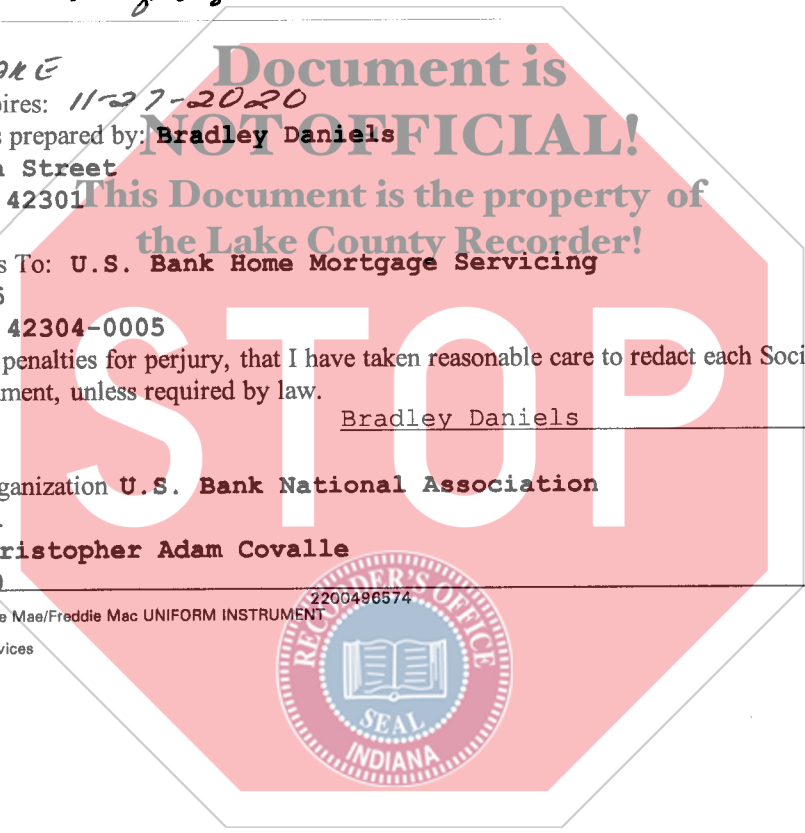 Document is
ires: 11-27-2020
NOT OFFICIAL!
s prepared by: Bradley Daniels
Street
This Document is the property of
42301
the Lake County Recorder!
s To: U.S. Bank Home Mortgage Servicing
42304-0005
STOP
penalties for perjury, that I have taken reasonable care to redact each Soci
ment, unless required by law.
Bradley Daniels
ganization U.S. Bank National Association
ristopher Adam Covalle
2200496574
e Mae/Freddie Mac UNIFORM INSTRUMENT
vices
RECORDER'S OFFICE
SEAL
INDIANA